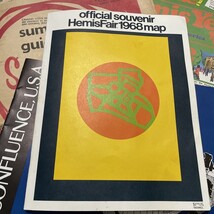 official souvenir
HemisFair 1968 map
sum
gui
CONFLUENCE, U.S.A.